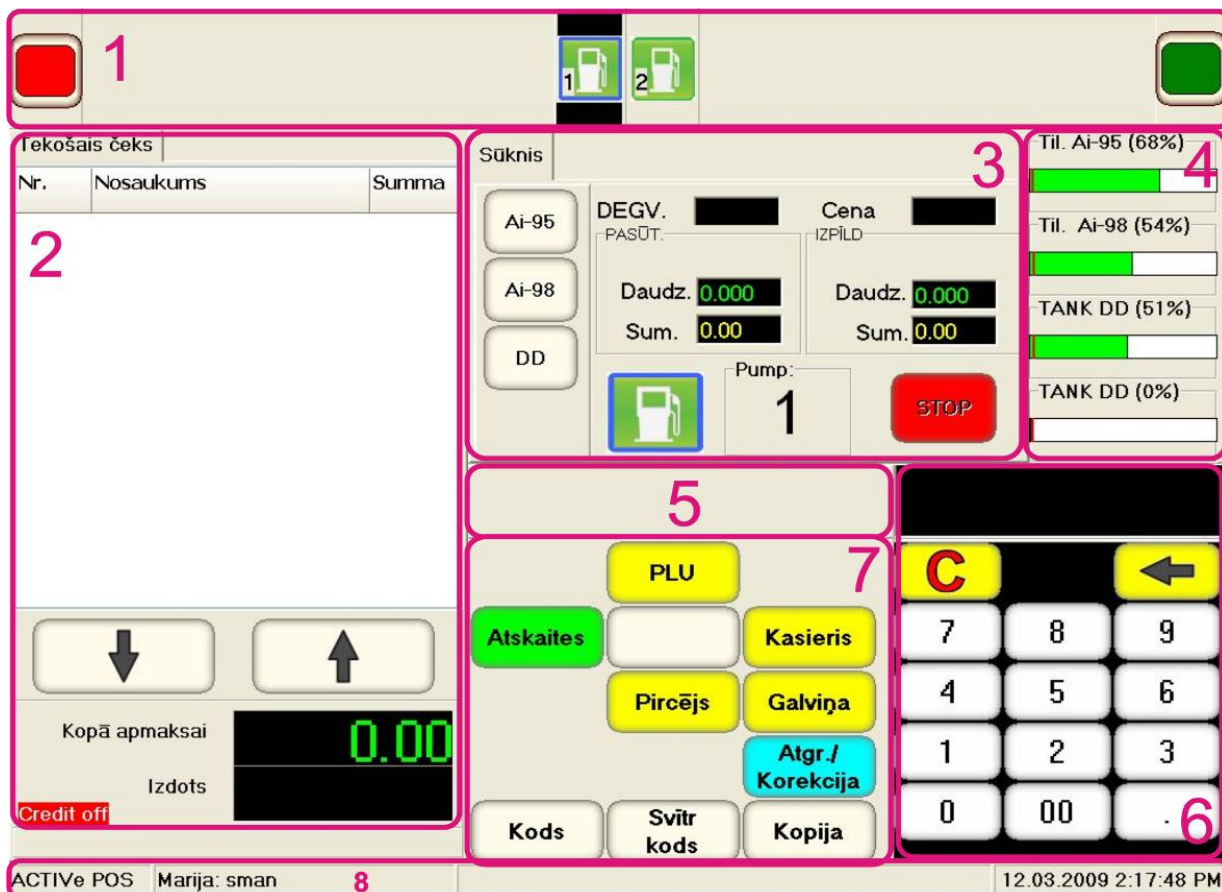 1
1
2
Tekošais čeks
Nr. Nosaukums Summa
2
Kopā apmaksai 0.00
Izdots
Credit off
Sūknis
3
Ai-95
Ai-98
DD
DEGV.
Cena
PASŪT.
IZPĪLD
Daudz. 0.000
Daudz. 0.000
Sum. 0.00
Sum. 0.00
Pump:
1
STOP
Til. Ai-95 (68%)
4
Til. Ai-98 (54%)
TANK DD (51%)
TANK DD (0%)
5
7
PLU
Atskaites
Kasieris
Pircējs
Galviņa
Atgr./
Korekcija
Kods
Svītr
kods
Kopija
C
7 8 9
4 5 6
1 2 3
0 00 .
6
ACTIVe POS Marija: sman 8 12.03.2009 2:17:48 PM